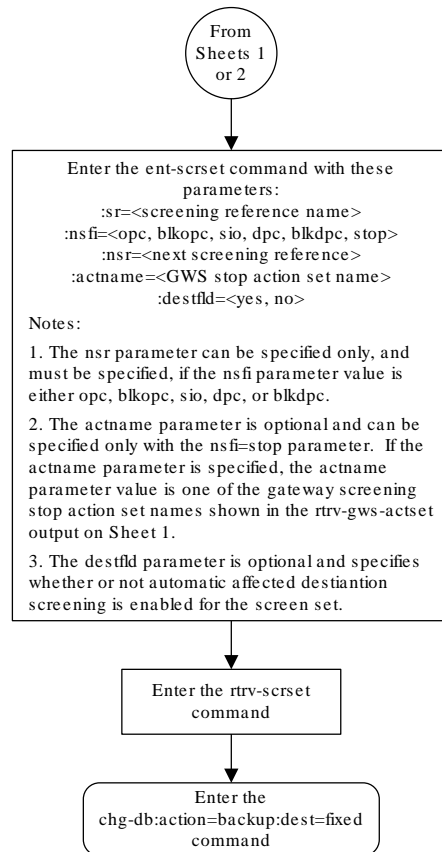 From
Sheets 1
or 2
Enter the ent-scrset command with these
parameters:
:sr=<screening reference name>
:nsfi=<opc, blkopc, sio, dpc, blkdpc, stop>
:nsr=<next screening reference>
:actname=<GWS stop action set name>
:destfld=<yes, no>
Notes:
1. The nsr parameter can be specified only, and
must be specified, if the nsfi parameter value is
either opc, blkopc, sio, dpc, or blkdpc.
2. The actname parameter is optional and can be
specified only with the nsfi=stop parameter. If the
actname parameter is specified, the actname
parameter value is one of the gateway screening
stop action set names shown in the rtrv-gws-actset
output on Sheet 1.
3. The destfld parameter is optional and specifies
whether or not automatic affected destiantion
screening is enabled for the screen set.
Enter the rtrv-scrset
command
Enter the
chg-db:action=backup:dest=fixed
command